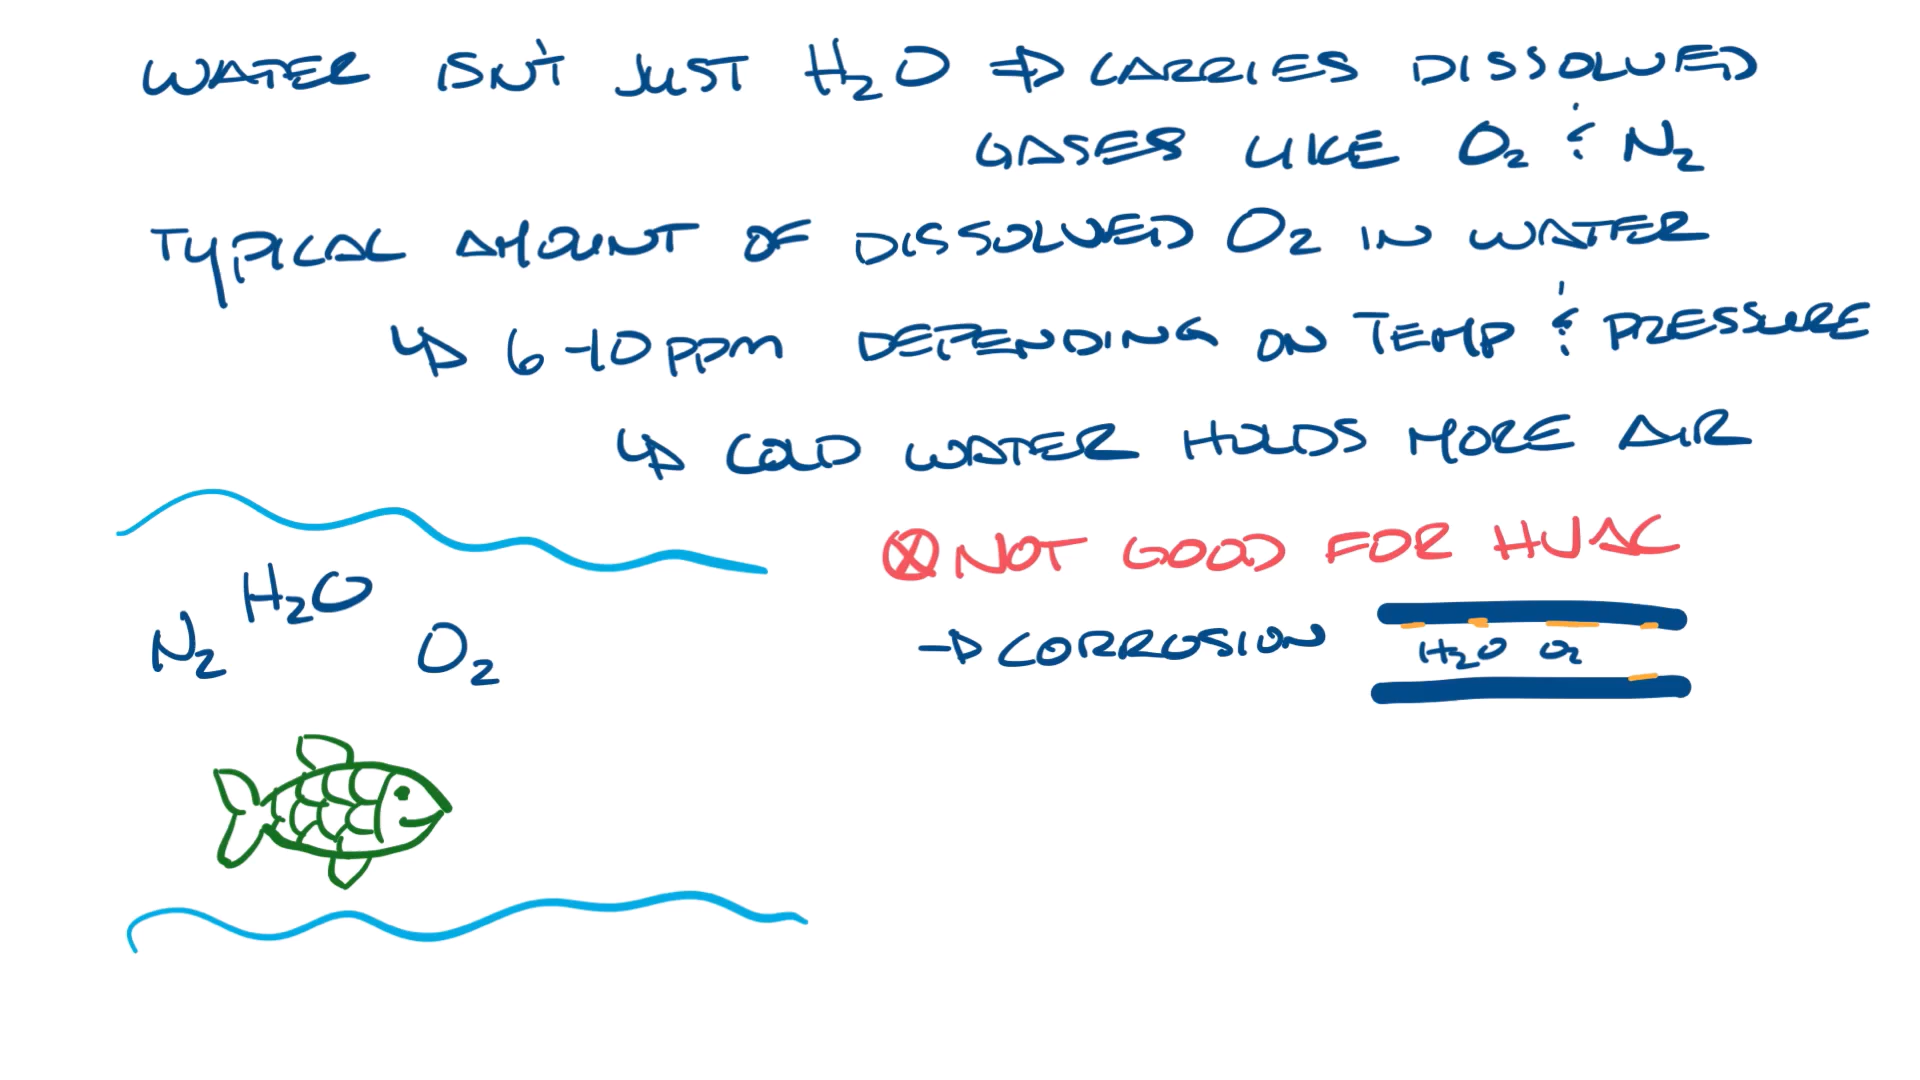 WATER ISN'T JUST H₂O ⇒ CARRIES DISSOLVED
GASES LIKE O₂ & N₂
TYPICAL AMOUNT OF DISSOLVED O₂ IN WATER
↳ 6-10 ppm DEPENDING ON TEMP & PRESSURE
↳ COLD WATER HOLDS MORE AIR
⊗ NOT GOOD FOR HVAC
→ CORROSION
H₂O O₂
H₂O
N₂ O₂